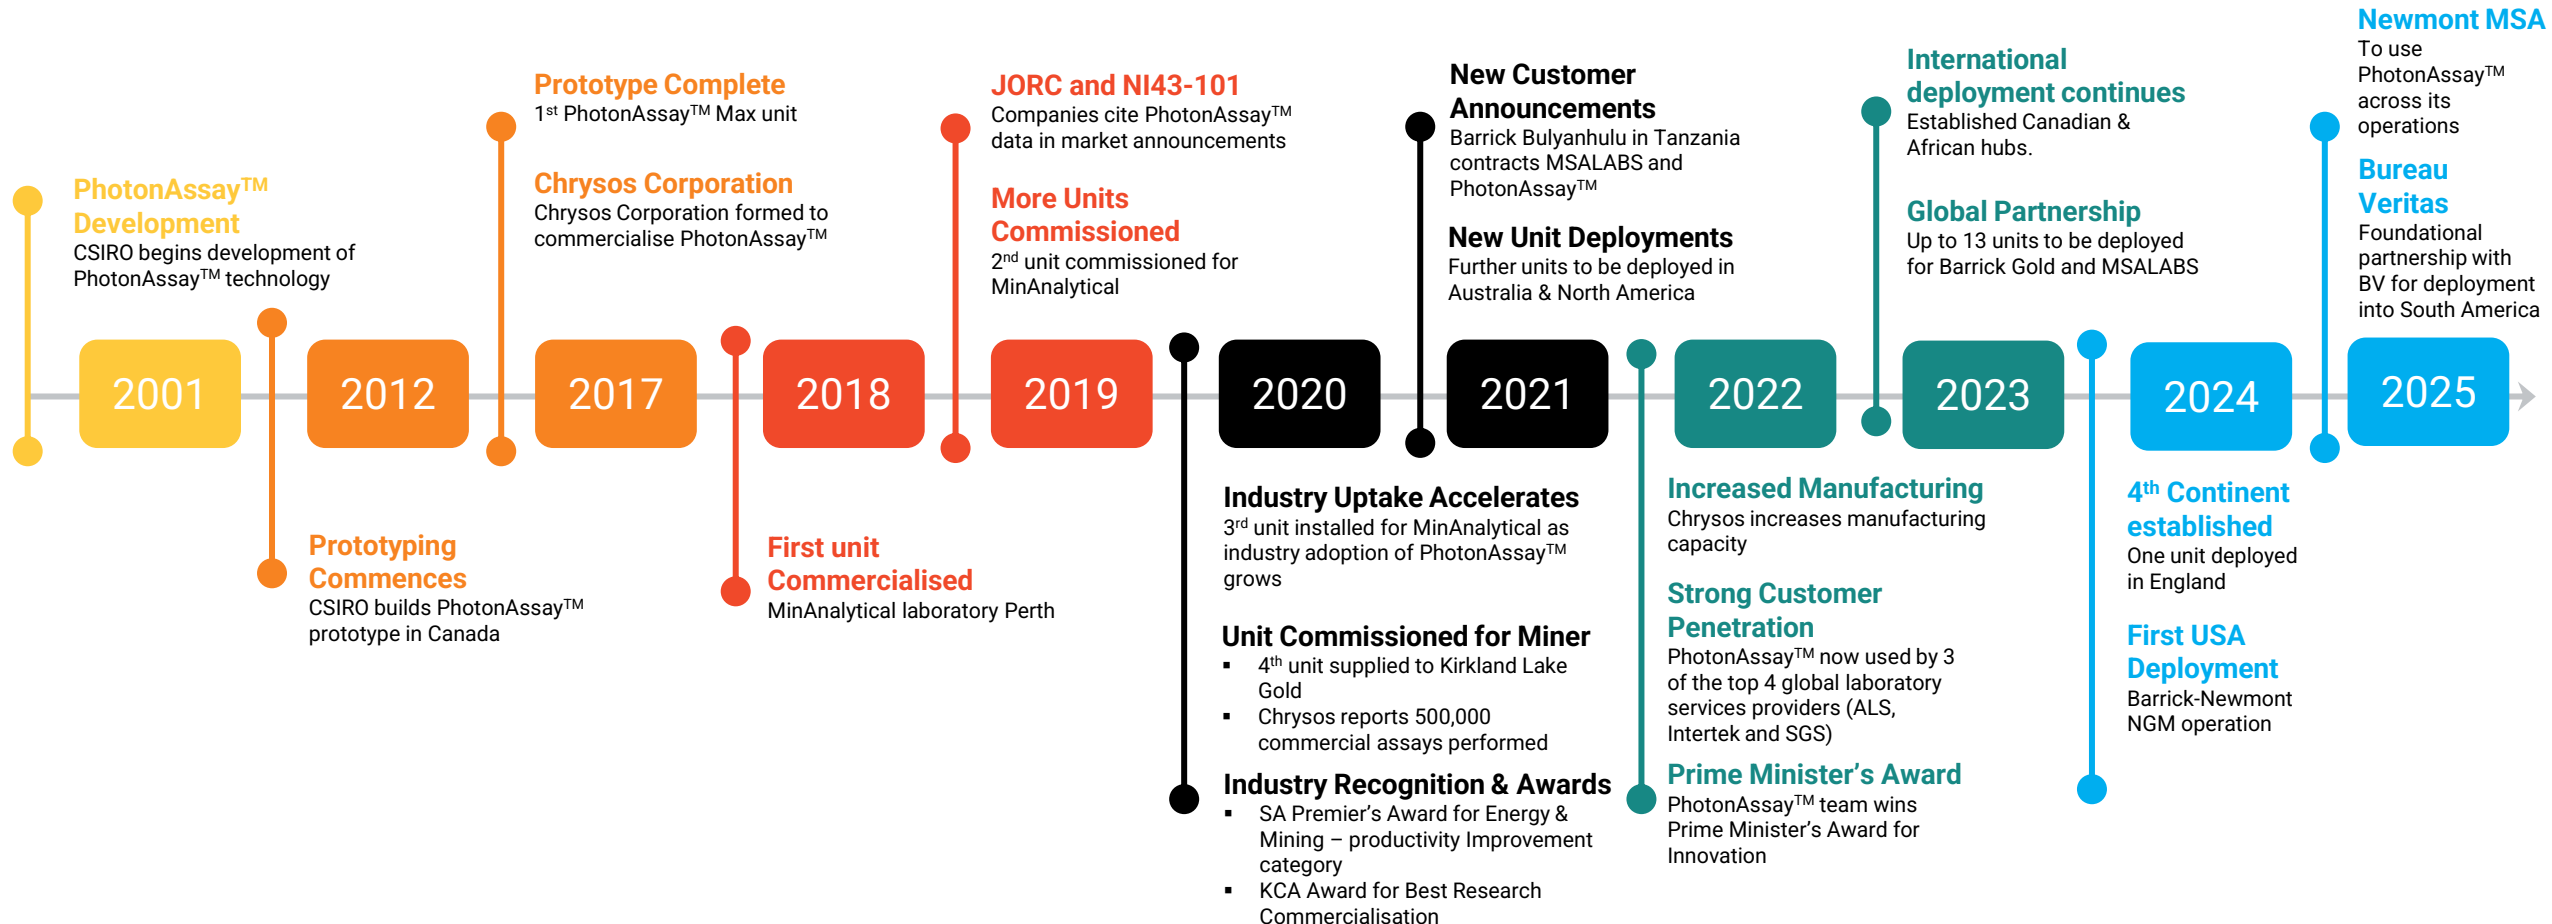 PhotonAssay™
Development
CSIRO begins development of
PhotonAssay™ technology
2001
2012
Prototyping
Commences
CSIRO builds PhotonAssay™
prototype in Canada
Prototype Complete
1st PhotonAssay™ Max unit
Chrysos Corporation
Chrysos Corporation formed to
commercialise PhotonAssay™
2017
2018
First unit
Commercialised
MinAnalytical laboratory Perth
JORC and NI43-101
Companies cite PhotonAssay™
data in market announcements
More Units
Commissioned
2nd unit commissioned for
MinAnalytical
2019
2020
Industry Uptake Accelerates
3rd unit installed for MinAnalytical as
industry adoption of PhotonAssay™
grows
Unit Commissioned for Miner
▪ 4th unit supplied to Kirkland Lake
Gold
▪ Chrysos reports 500,000
commercial assays performed
Industry Recognition & Awards
▪ SA Premier’s Award for Energy &
Mining – productivity Improvement
category
▪ KCA Award for Best Research
Commercialisation
New Customer
Announcements
Barrick Bulyanhulu in Tanzania
contracts MSALABS and
PhotonAssay™
New Unit Deployments
Further units to be deployed in
Australia & North America
2021
2022
Increased Manufacturing
Chrysos increases manufacturing
capacity
Strong Customer
Penetration
PhotonAssay™ now used by 3
of the top 4 global laboratory
services providers (ALS,
Intertek and SGS)
Prime Minister’s Award
PhotonAssay™ team wins
Prime Minister’s Award for
Innovation
International
deployment continues
Established Canadian &
African hubs.
Global Partnership
Up to 13 units to be deployed
for Barrick Gold and MSALABS
2023
2024
4th Continent
established
One unit deployed
in England
First USA
Deployment
Barrick-Newmont
NGM operation
Newmont MSA
To use
PhotonAssay™
across its
operations
Bureau
Veritas
Foundational
partnership with
BV for deployment
into South America
2025